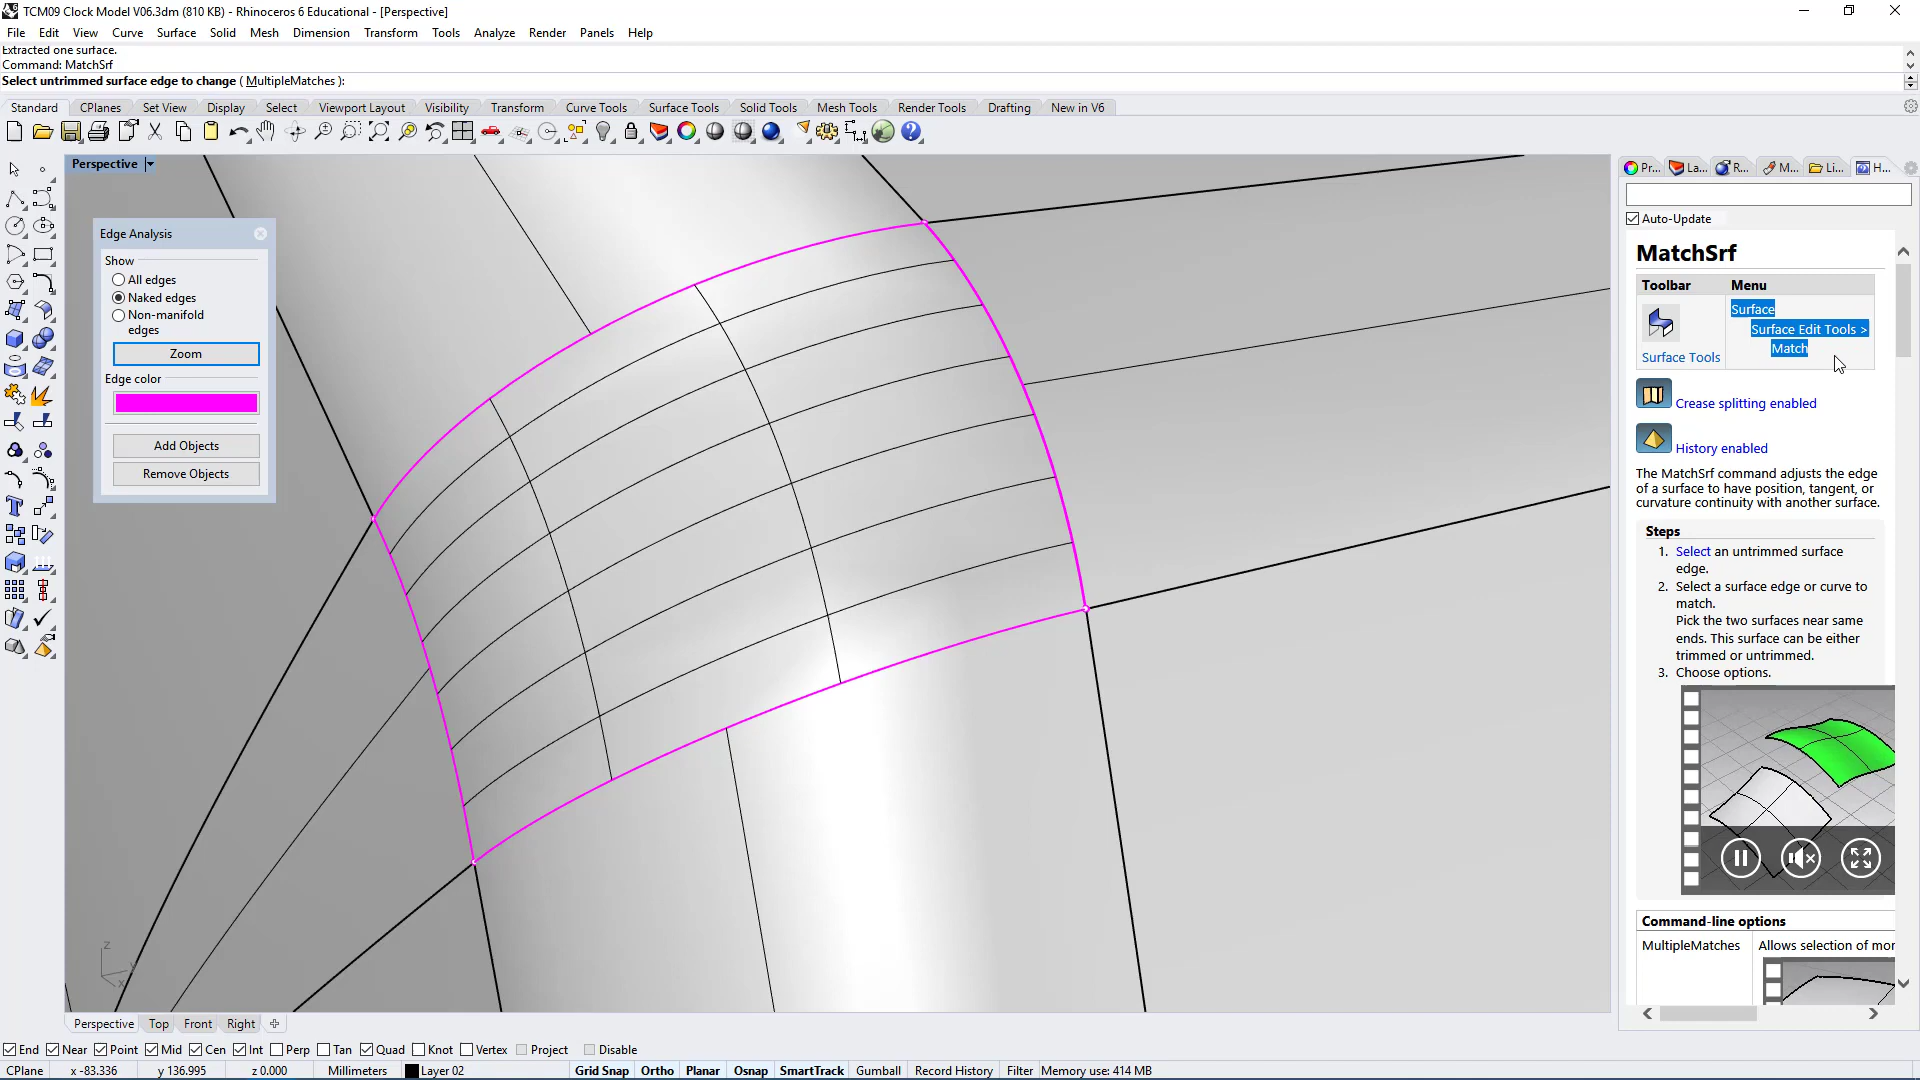 TCM09 Clock Model V06.3dm (810 KB) - Rhinoceros 6 Educational - [Perspective]
File Edit View Curve Surface Solid Mesh Dimension Transform Tools Analyze Render Panels Help
Extracted one surface.
Command: MatchSrf
Select untrimmed surface edge to change ( MultipleMatches ):
Standard CPlanes Set View Display Select Viewport Layout Visibility Transform Curve Tools Surface Tools Solid Tools Mesh Tools Render Tools Drafting New in V6
Perspective
Pr... La... R... M... Li... H...
Edge Analysis
Show
All edges
Naked edges
Non-manifold
edges
Zoom
Edge color
Add Objects
Remove Objects
Auto-Update
MatchSrf
Toolbar Menu
Surface
Surface Edit Tools >
Surface Tools Match
Crease splitting enabled
History enabled
The MatchSrf command adjusts the edge
of a surface to have position, tangent, or
curvature continuity with another surface.
Steps
1. Select an untrimmed surface
edge.
2. Select a surface edge or curve to
match.
Pick the two surfaces near same
ends. This surface can be either
trimmed or untrimmed.
3. Choose options.
Command-line options
MultipleMatches Allows selection of mor
z
x
Perspective Top Front Right
End Near Point Mid Cen Int Perp Tan Quad Knot Vertex Project Disable
CPlane x -83.336 y 136.995 z 0.000 Millimeters Layer 02 Grid Snap Ortho Planar Osnap SmartTrack Gumball Record History Filter Memory use: 414 MB